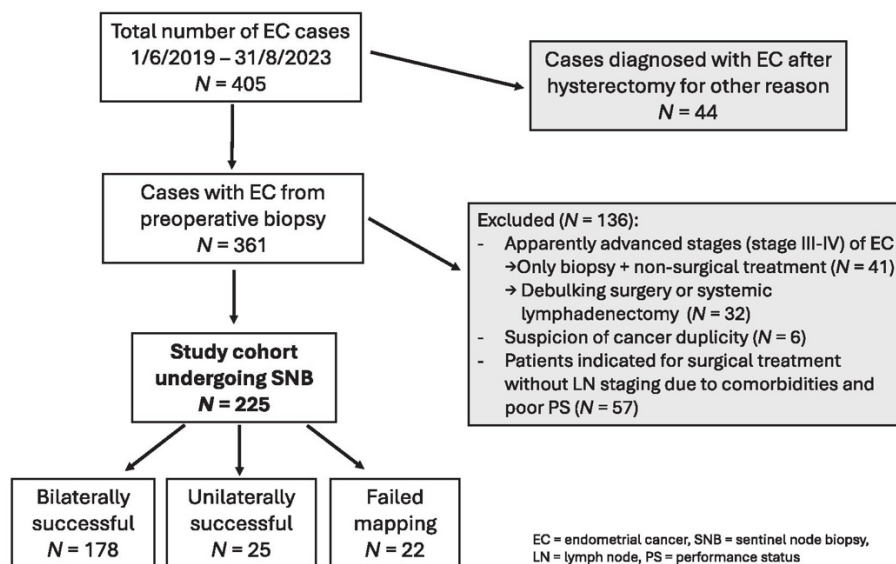 Total number of EC cases
1/6/2019 – 31/8/2023
N = 405
Cases diagnosed with EC after
hysterectomy for other reason
N = 44
Cases with EC from
preoperative biopsy
N = 361
Excluded (N = 136):
- Apparently advanced stages (stage III-IV) of EC
→Only biopsy + non-surgical treatment (N = 41)
→ Debulking surgery or systemic
lymphadenectomy (N = 32)
- Suspicion of cancer duplicity (N = 6)
- Patients indicated for surgical treatment
without LN staging due to comorbidities and
poor PS (N = 57)
Study cohort
undergoing SNB
N = 225
Bilaterally
successful
N = 178
Unilaterally
successful
N = 25
Failed
mapping
N = 22
EC = endometrial cancer, SNB = sentinel node biopsy,
LN = lymph node, PS = performance status